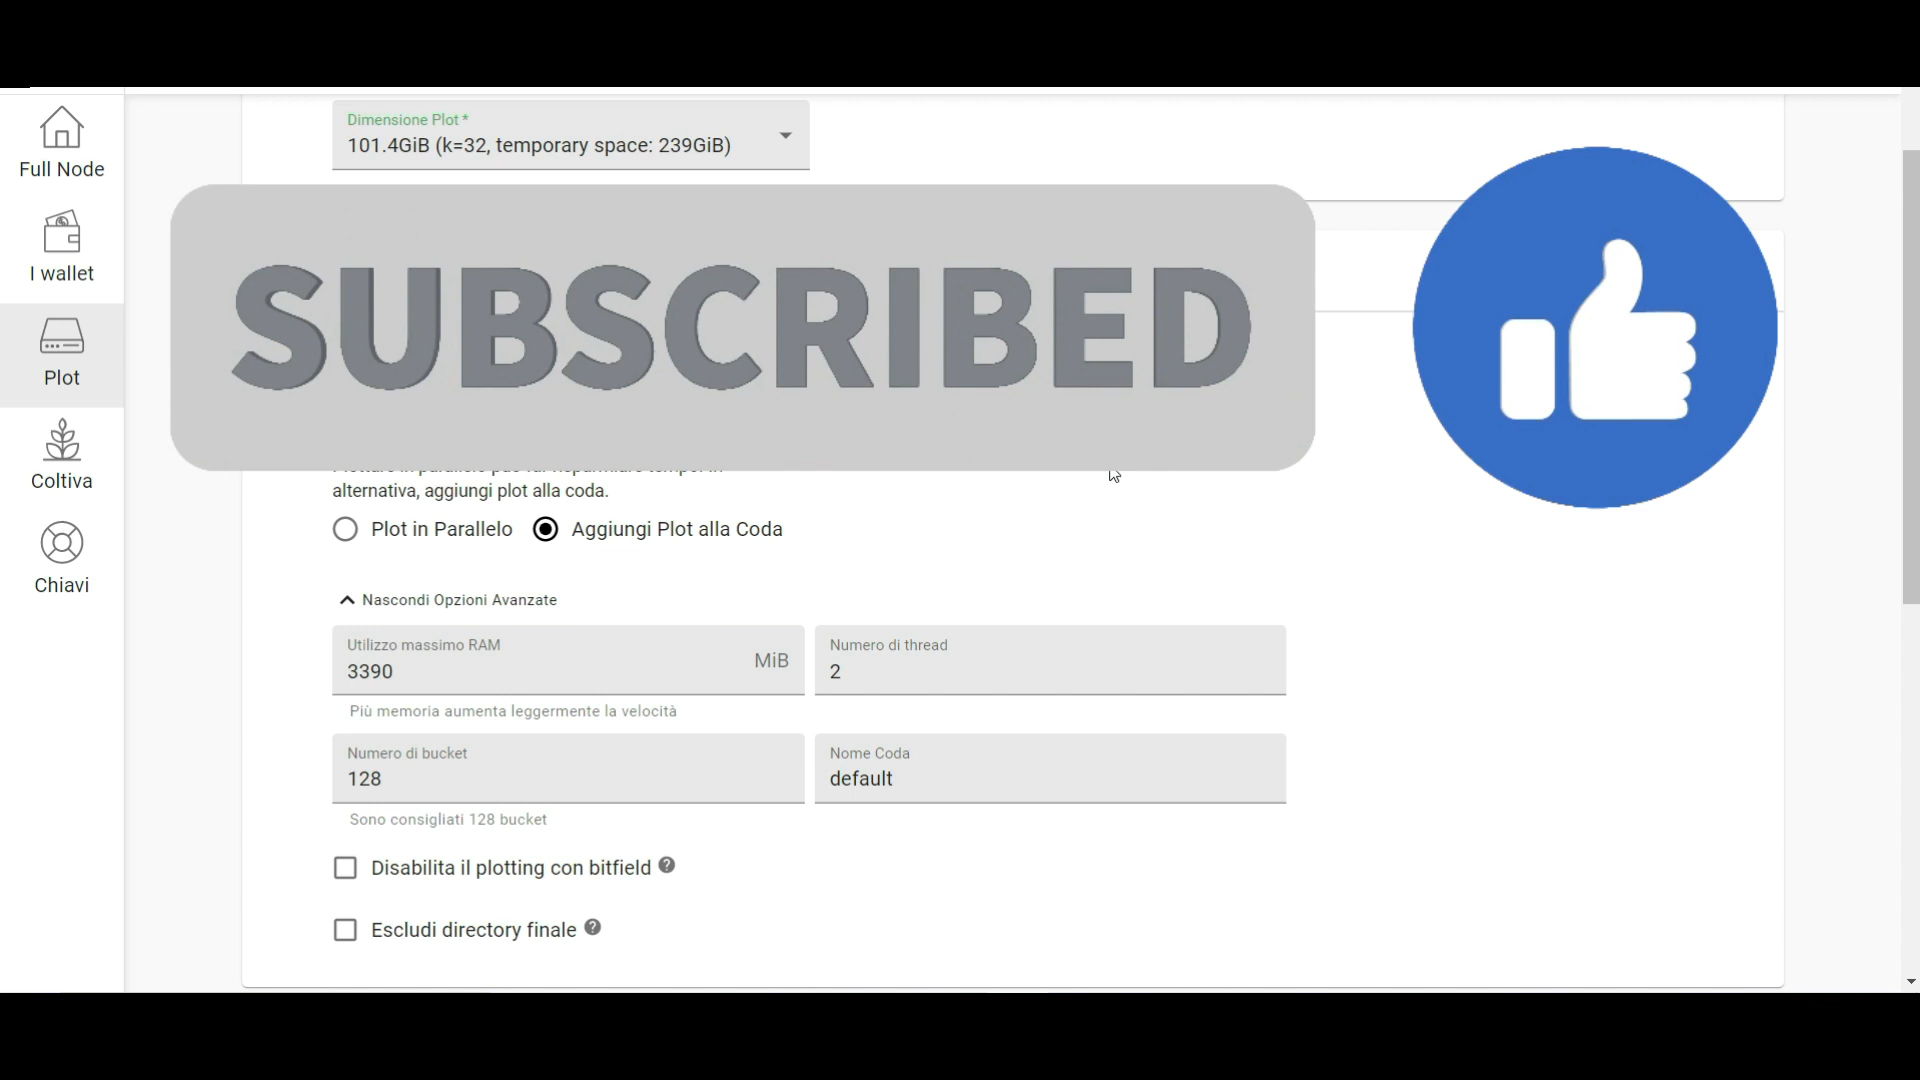 Dimensione Plot *
101.4GiB (k=32, temporary space: 239GiB)
Full Node
I wallet
Plot
Coltiva
Chiavi
SUBSCRIBED
alternativa, aggiungi plot alla coda.
Plot in Parallelo
Aggiungi Plot alla Coda
Nascondi Opzioni Avanzate
Utilizzo massimo RAM
3390
MiB
Più memoria aumenta leggermente la velocità
Numero di thread
2
Numero di bucket
128
Sono consigliati 128 bucket
Nome Coda
default
Disabilita il plotting con bitfield
Escludi directory finale